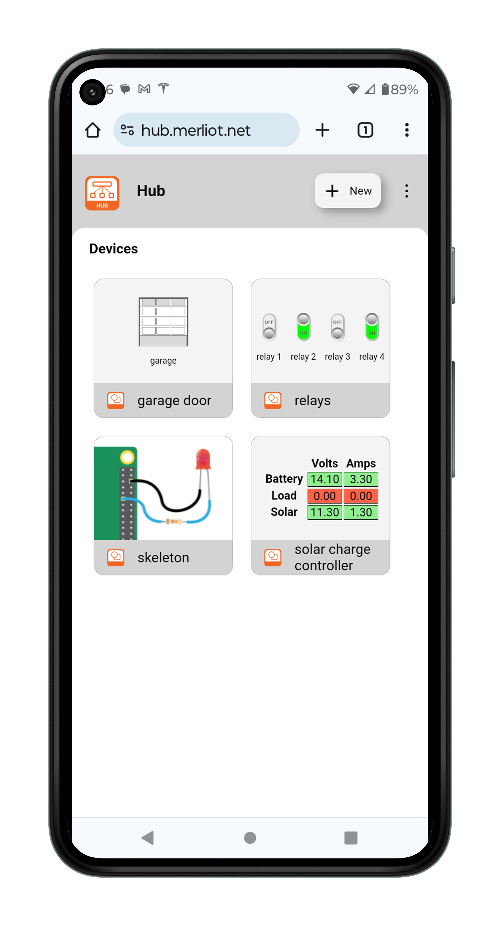 6 89%
hub.merliot.net 1
HUB Hub New
Devices
garage
garage door
OFF ON OFF ON
relay 1 relay 2 relay 3 relay 4
relays
skeleton
Volts Amps
Battery 14.10 3.30
Load 0.00 0.00
Solar 11.30 1.30
solar charge
controller